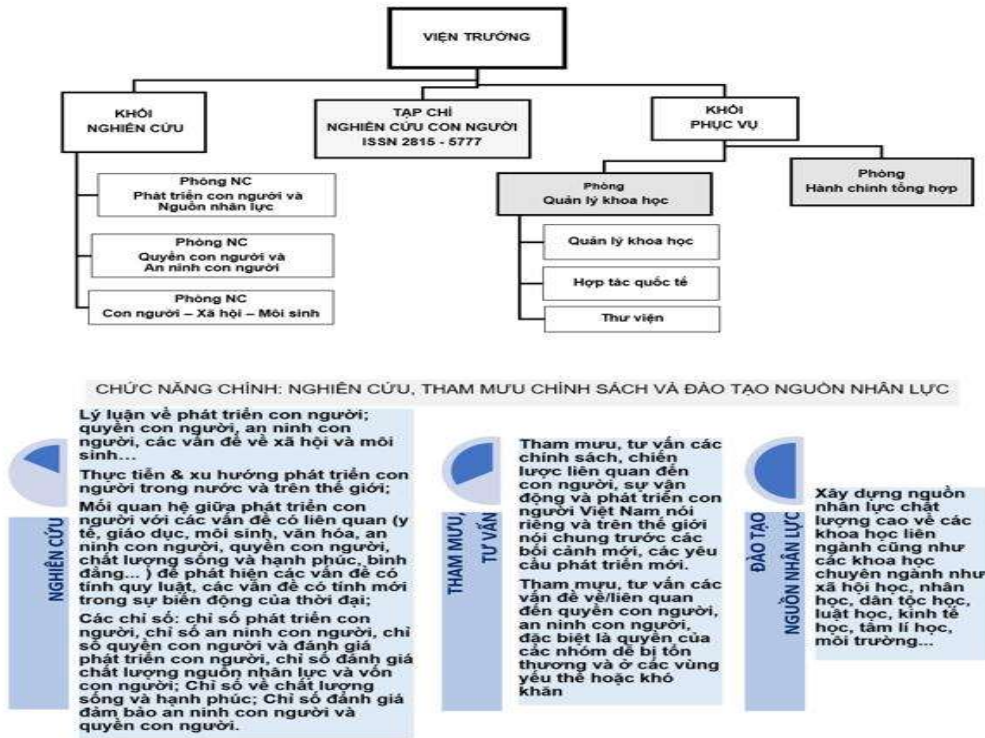 VIỆN TRƯỞNG
KHỐI
NGHIÊN CỨU
TẠP CHÍ
NGHIÊN CỨU CON NGƯỜI
ISSN 2815 - 5777
KHỐI
PHỤC VỤ
Phòng NC
Phát triển con người và
Nguồn nhân lực
Phòng NC
Quyền con người và
An ninh con người
Phòng NC
Con người – Xã hội – Môi sinh
Phòng
Quản lý khoa học
Phòng
Hành chính tổng hợp
Quản lý khoa học
Hợp tác quốc tế
Thư viện
CHỨC NĂNG CHÍNH: NGHIÊN CỨU, THAM MƯU CHÍNH SÁCH VÀ ĐÀO TẠO NGUỒN NHÂN LỰC
NGHIÊN CỨU
Lý luận về phát triển con người;
quyền con người, an ninh con
người, các vấn đề về xã hội và môi
sinh...
Thực tiễn & xu hướng phát triển con
người trong nước và trên thế giới;
Mối quan hệ giữa phát triển con
người với các vấn đề có liên quan (y
tế, giáo dục, môi sinh, văn hóa, an
ninh con người, quyền con người,
chất lượng sống và hạnh phúc, bình
đẳng... ) để phát hiện các vấn đề có
tính quy luật, các vấn đề có tính mới
trong sự biến động của thời đại;
Các chỉ số: chỉ số phát triển con
người, chỉ số an ninh con người, chỉ
số quyền con người và đánh giá
phát triển con người, chỉ số đánh giá
chất lượng nguồn nhân lực và vốn
con người; Chỉ số về chất lượng
sống và hạnh phúc; Chỉ số đánh giá
đảm bảo an ninh con người và
quyền con người.
THAM MƯU,
TƯ VẤN
Tham mưu, tư vấn các
chính sách, chiến
lược liên quan đến
con người, sự vận
động và phát triển con
người Việt Nam nói
riêng và trên thế giới
nói chung trước các
bối cảnh mới, các yêu
cầu phát triển mới.
Tham mưu, tư vấn các
vấn đề về/liên quan
đến quyền con người,
an ninh con người,
đặc biệt là quyền của
các nhóm dễ bị tổn
thương và ở các vùng
yếu thế hoặc khó
khăn
ĐÀO TẠO
NGUỒN NHÂN LỰC
Xây dựng nguồn
nhân lực chất
lượng cao về các
khoa học liên
ngành cũng như
các khoa học
chuyên ngành như
xã hội học, nhân
học, dân tộc học,
luật học, kinh tế
học, tâm lí học,
môi trường...